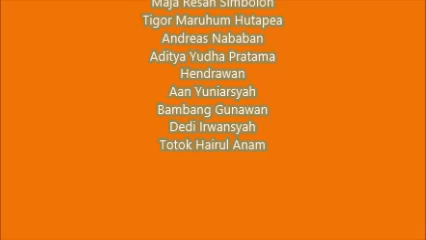 Maja Resan Simbolon
Tigor Maruhum Hutapea
Andreas Nababan
Aditya Yudha Pratama
Hendrawan
Aan Yuniarsyah
Bambang Gunawan
Dedi Irwansyah
Totok Hairul Anam